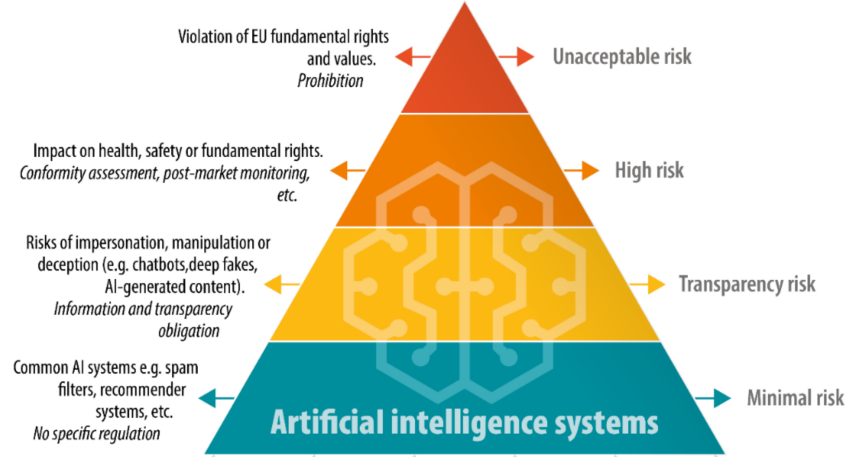 Violation of EU fundamental rights
and values.
Prohibition
Unacceptable risk
Impact on health, safety or fundamental rights.
Conformity assessment, post-market monitoring,
etc.
High risk
Risks of impersonation, manipulation or
deception (e.g. chatbots,deep fakes,
AI-generated content).
Information and transparency
obligation
Transparency risk
Common AI systems e.g. spam
filters, recommender
systems, etc.
No specific regulation
Minimal risk
Artificial intelligence systems